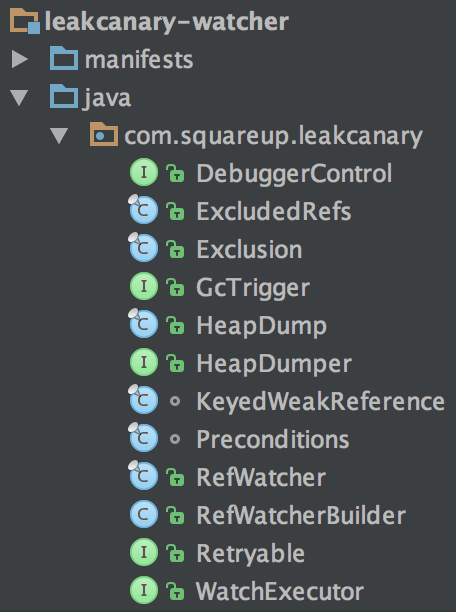 leakcanary-watcher
manifests
java
com.squareup.leakcanary
I DebuggerControl
C ExcludedRefs
C Exclusion
I GcTrigger
C HeapDump
I HeapDumper
C KeyedWeakReference
C Preconditions
C RefWatcher
C RefWatcherBuilder
I Retryable
I WatchExecutor